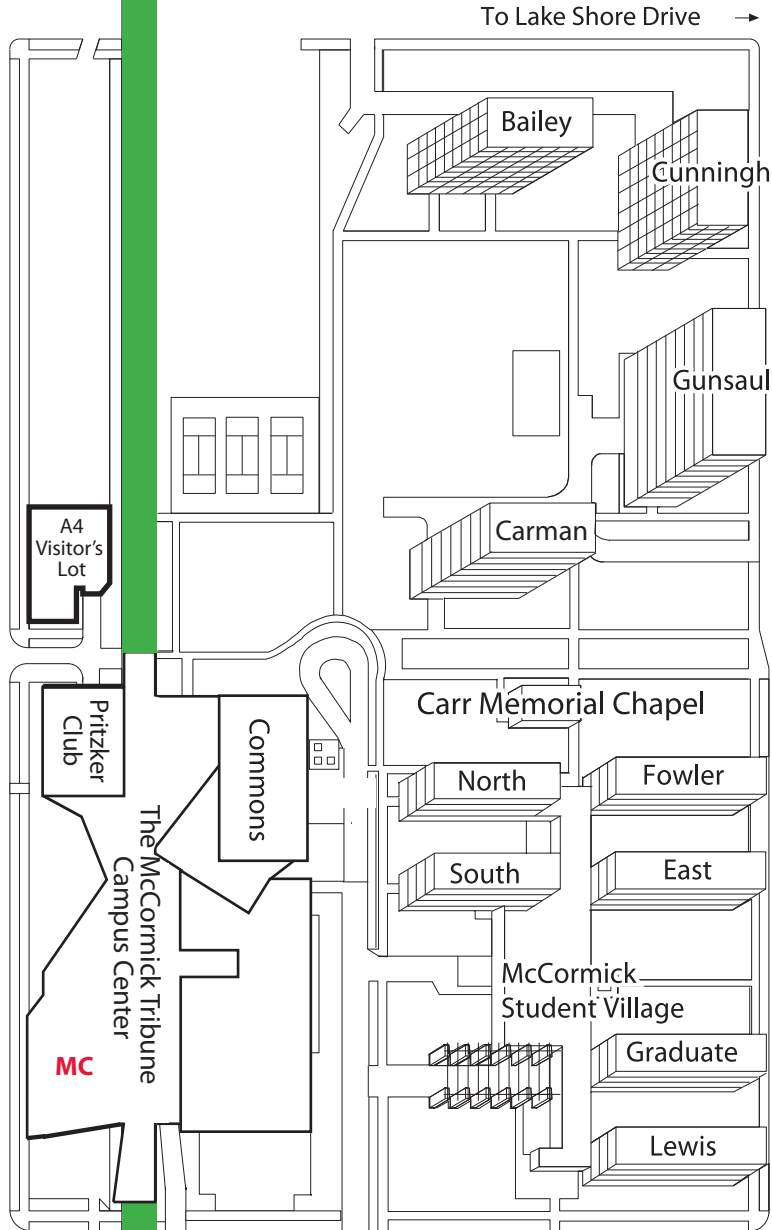 To Lake Shore Drive →
Bailey
Cunningh
Gunsaul
A4
Visitor's
Lot
Carman
Carr Memorial Chapel
Pritzker
Club
Commons
North
Fowler
The McCormick Tribune
Campus Center
South
East
McCormick
Student Village
MC
Graduate
Lewis